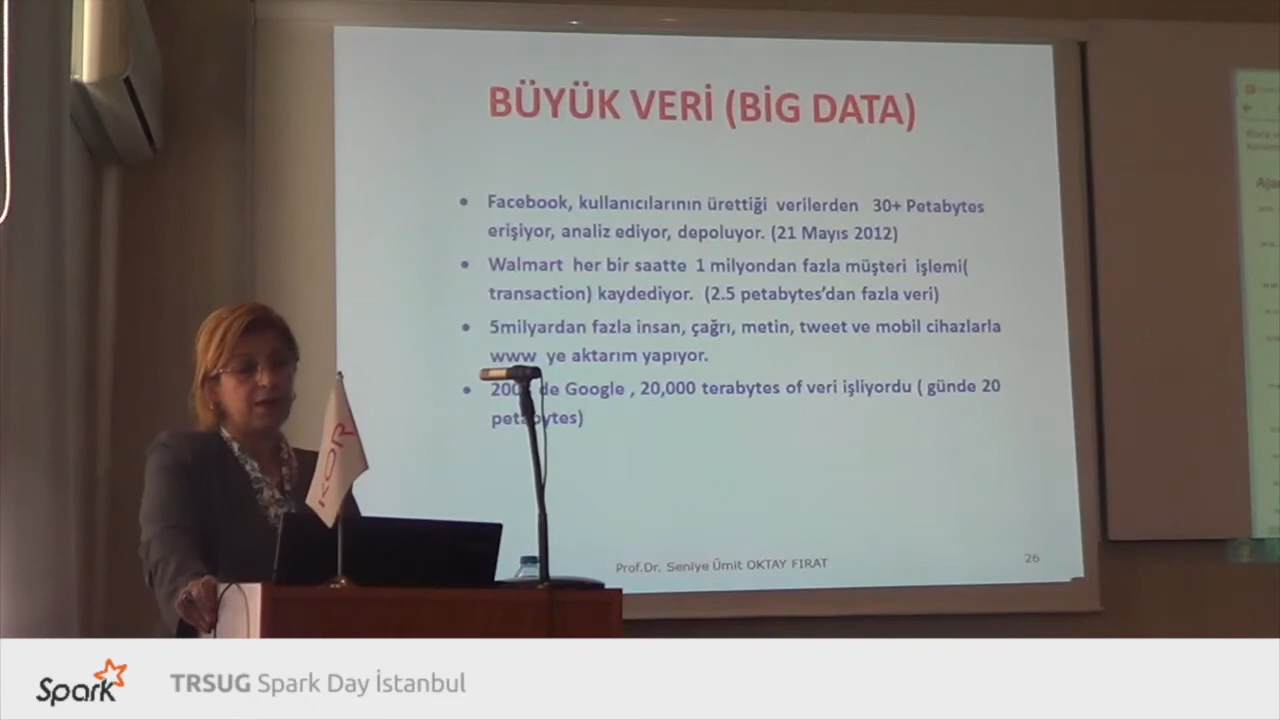 BÜYÜK VERİ (BİG DATA)
• Facebook, kullanıcılarının ürettiği verilerden 30+ Petabytes
erişiyor, analiz ediyor, depoluyor. (21 Mayıs 2012)
• Walmart her bir saatte 1 milyondan fazla müşteri işlemi(
transaction) kaydediyor. (2.5 petabytes’dan fazla veri)
• 5milyardan fazla insan, çağrı, metin, tweet ve mobil cihazlarla
www ye aktarım yapıyor.
• de Google , 20,000 terabytes of veri işliyordu ( günde 20
petabytes)
Prof.Dr. Seniye Ümit OKTAY FIRAT
26
KOÇ
Spark
TRSUG Spark Day İstanbul